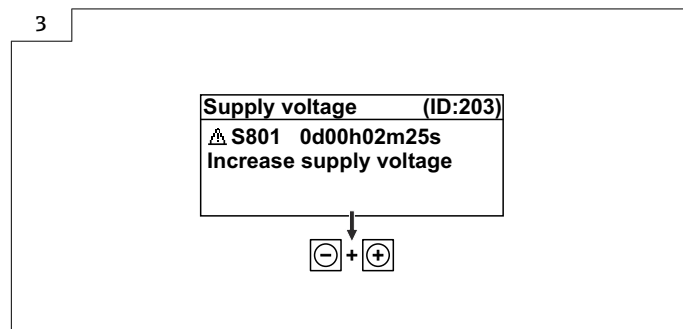 3
Supply voltage (ID:203)
⚠ S801 0d00h02m25s
Increase supply voltage
- + +